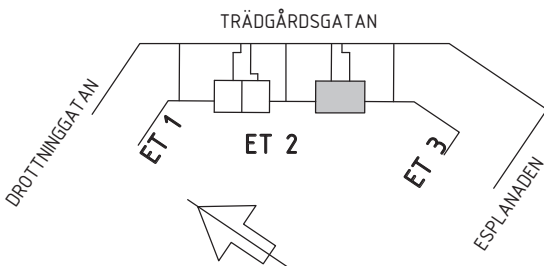 TRÄDGÅRDSGATAN
DROTTNINGGATAN
ET 1
ET 2
ET 3
ESPLANADEN